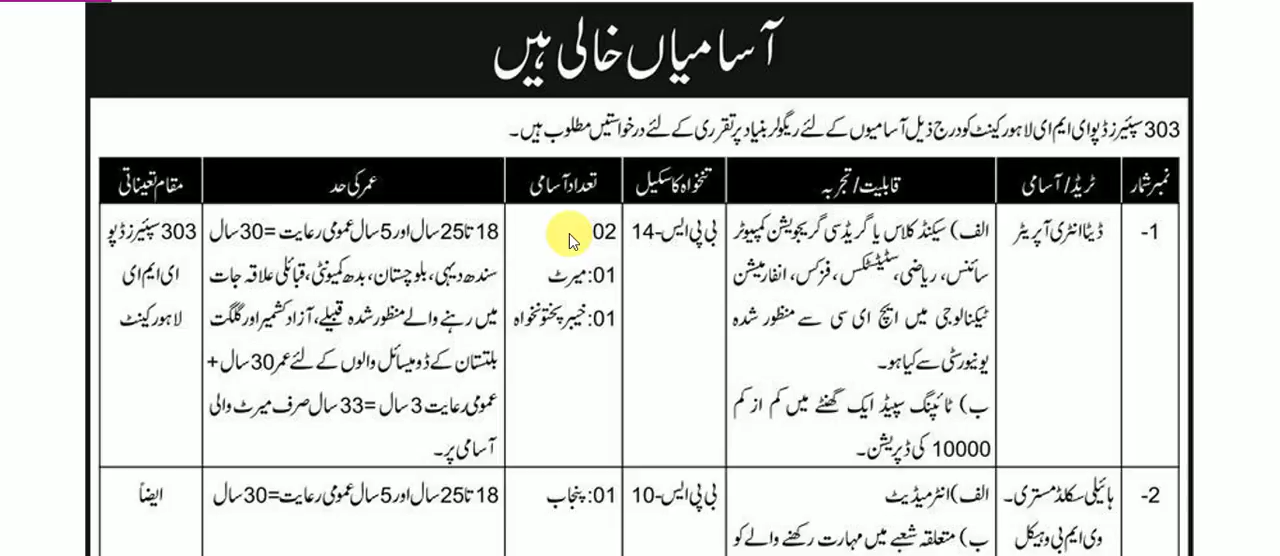 آسامیاں خالی ہیں
303 سپئیرز ڈپو ای ایم ای لاہور کینٹ کو درج ذیل آسامیوں کے لئے ریگولر بنیاد پر تقرری کے لئے درخواستیں مطلوب ہیں۔
نمبر شمار
ٹریڈ/آسامی
قابلیت/تجربہ
تنخواہ کا سکیل
تعداد آسامی
عمر کی حد
مقام تعیناتی
1-
ڈیٹا انٹری آپریٹر
الف) سیکنڈ کلاس یا گریڈ سی گریجویشن کمپیوٹر
سائنس، ریاضی، سٹیٹسٹکس، فزکس، انفارمیشن
ٹیکنالوجی میں ایچ ای سی سے منظور شدہ
یونیورسٹی سے کیا ہو۔
ب) ٹائپنگ سپیڈ ایک گھنٹے میں کم از کم
10000 کی ڈپریشن۔
بی پی ایس-14
02
01: میرٹ
01: خیبر پختونخواہ
18 تا 25 سال اور 5 سال عمومی رعایت =30 سال
سندھ دیہی، بلوچستان، بدھ کمیونٹی، قبائلی علاقہ جات
میں رہنے والے منظور شدہ قبیلے، آزاد کشمیر اور گلگت
بلتستان کے ڈومیسائل والوں کے لئے عمر 30 سال +
عمومی رعایت 3 سال =33 سال صرف میرٹ والی
آسامی پر۔
303 سپئیرز ڈپو
ای ایم ای
لاہور کینٹ
2-
ہائیلی سکلڈ مستری۔
وی ایم بی وہیکل
الف) انٹرمیڈیٹ
ب) متعلقہ شعبے میں مہارت رکھنے والے کو
بی پی ایس-10
01: پنجاب
18 تا 25 سال اور 5 سال عمومی رعایت =30 سال
ایضاً